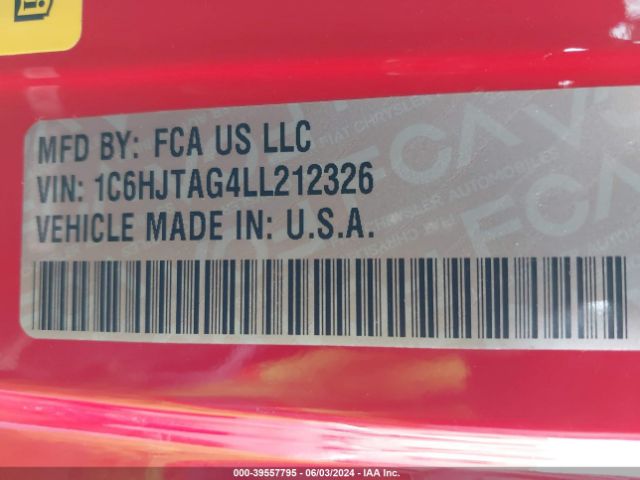 MFD BY: FCA US LLC
VIN: 1C6HJTAG4LL212326
VEHICLE MADE IN: U.S.A.
000-39557795 - 06/03/2024 - IAA Inc.